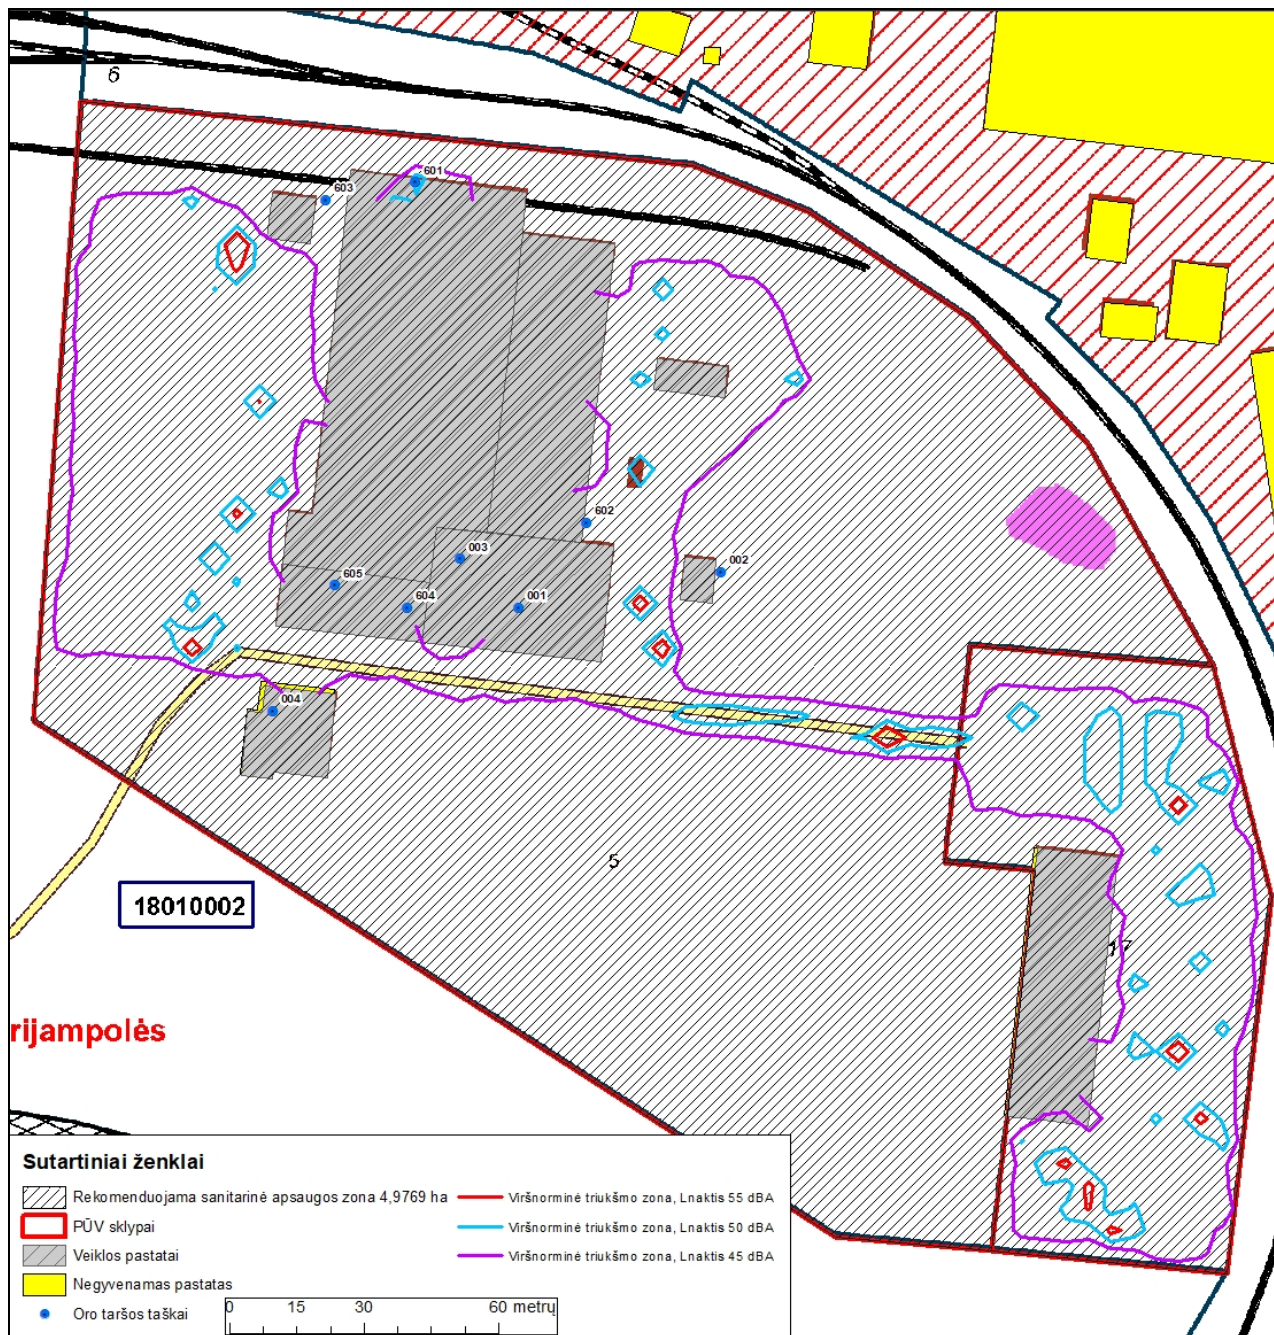 6
601
603
602
003
002
605
604
001
004
5
18010002
17
rijampolės
Sutartiniai ženklai
Rekomenduojama sanitarinė apsaugos zona 4,9769 ha
Viršnorminė triukšmo zona, Lnaktis 55 dBA
PŪV sklypai
Viršnorminė triukšmo zona, Lnaktis 50 dBA
Veiklos pastatai
Viršnorminė triukšmo zona, Lnaktis 45 dBA
Negyvenamas pastatas
Oro taršos taškai
0 15 30 60 metrų